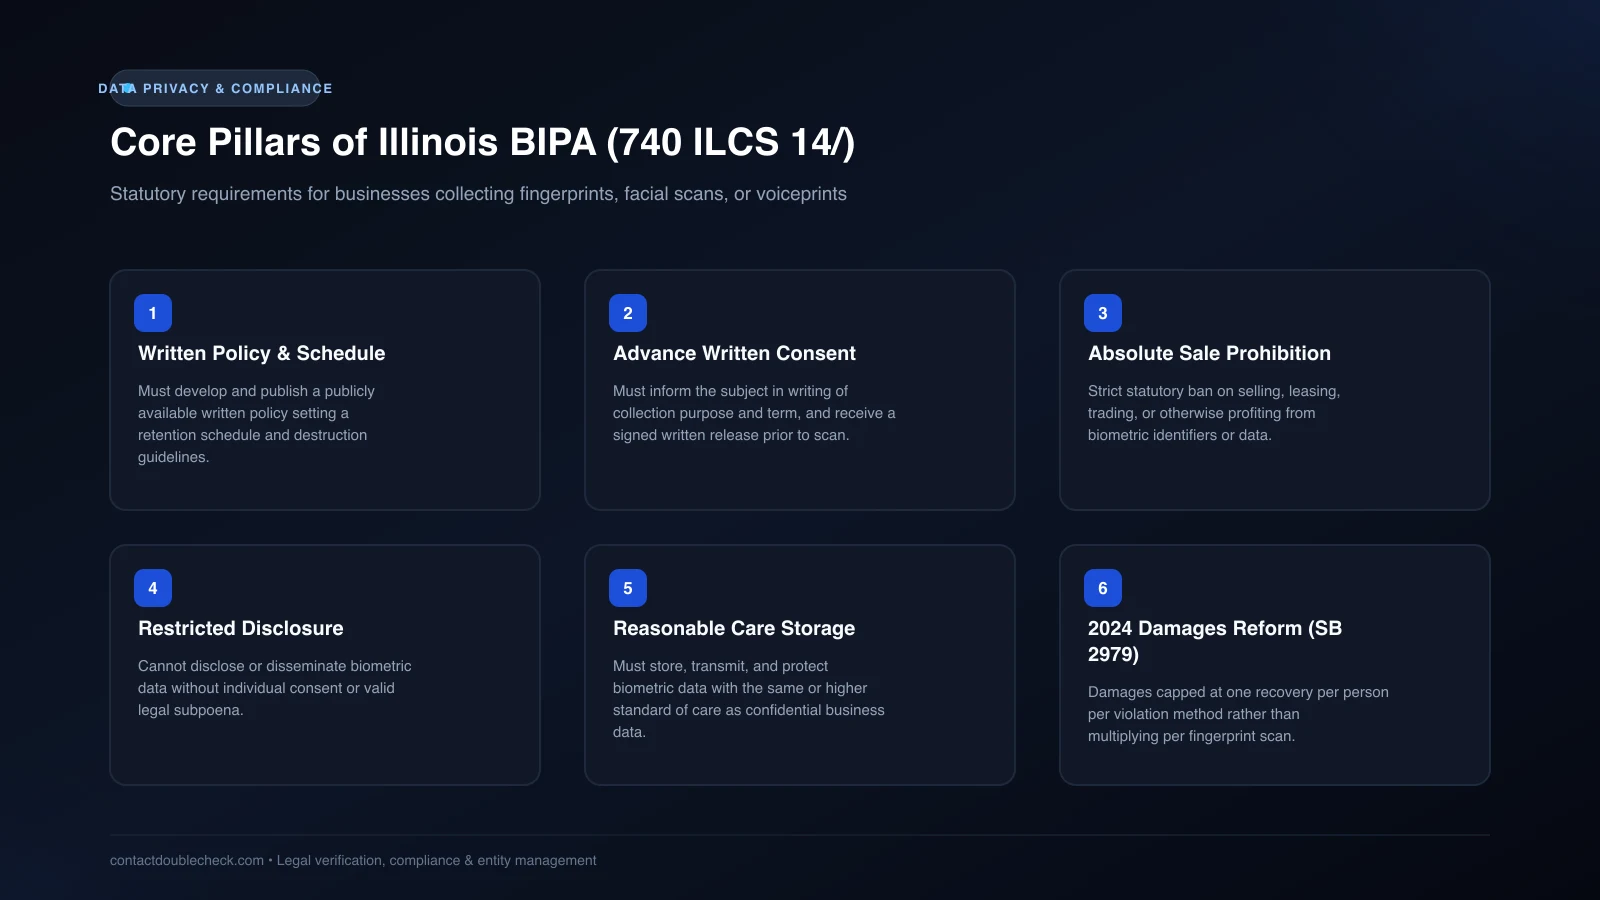 DATA PRIVACY & COMPLIANCE
Core Pillars of Illinois BIPA (740 ILCS 14/)
Statutory requirements for businesses collecting fingerprints, facial scans, or voiceprints
1
Written Policy & Schedule
Must develop and publish a publicly
available written policy setting a
retention schedule and destruction
guidelines.
2
Advance Written Consent
Must inform the subject in writing of
collection purpose and term, and receive a
signed written release prior to scan.
3
Absolute Sale Prohibition
Strict statutory ban on selling, leasing,
trading, or otherwise profiting from
biometric identifiers or data.
4
Restricted Disclosure
Cannot disclose or disseminate biometric
data without individual consent or valid
legal subpoena.
5
Reasonable Care Storage
Must store, transmit, and protect
biometric data with the same or higher
standard of care as confidential business
data.
6
2024 Damages Reform (SB
2979)
Damages capped at one recovery per person
per violation method rather than
multiplying per fingerprint scan.
contactdoublecheck.com • Legal verification, compliance & entity management